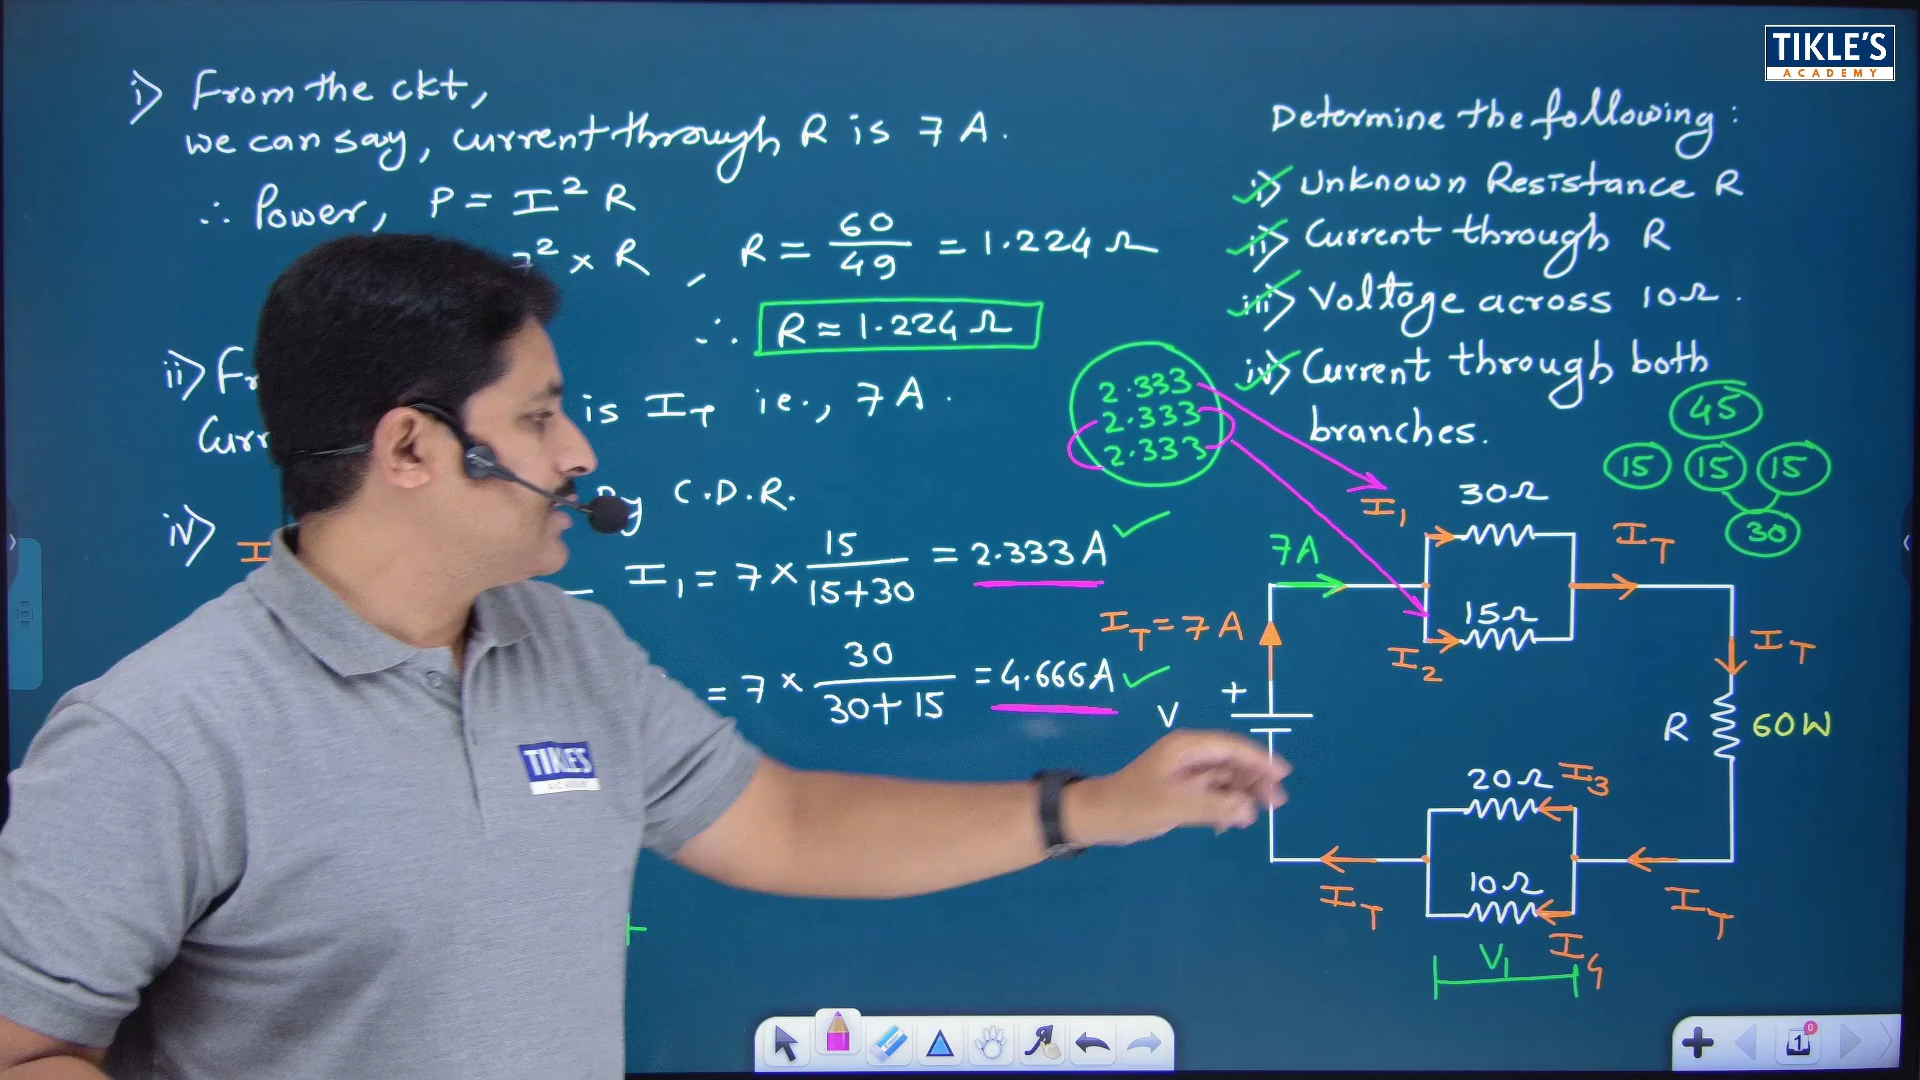 TIKLE'S
ACADEMY
i) From the ckt,
we can say, current through R is 7 A.
∴ Power, P = I² R
² × R , R = 60/49 = 1.224 Ω
∴ R = 1.224 Ω
ii)
is I_T ie., 7 A.
iv) By C.D.R.
I₁ = 7 × 15/(15+30) = 2.333 A ✓
= 7 × 30/(30+15) = 4.666 A ✓
Determine the following :
i) Unknown Resistance R
ii) Current through R
iii) Voltage across 10Ω.
iv) Current through both
branches.
2.333
2.333
2.333
45
15 15 15
30
7A
I₁
30Ω
I_T
I₂
15Ω
I_T = 7 A
I_T
+
V
R
60W
20Ω I₃
10Ω
I_T
I₄
I_T
V₁
TIKLE'S
1
0